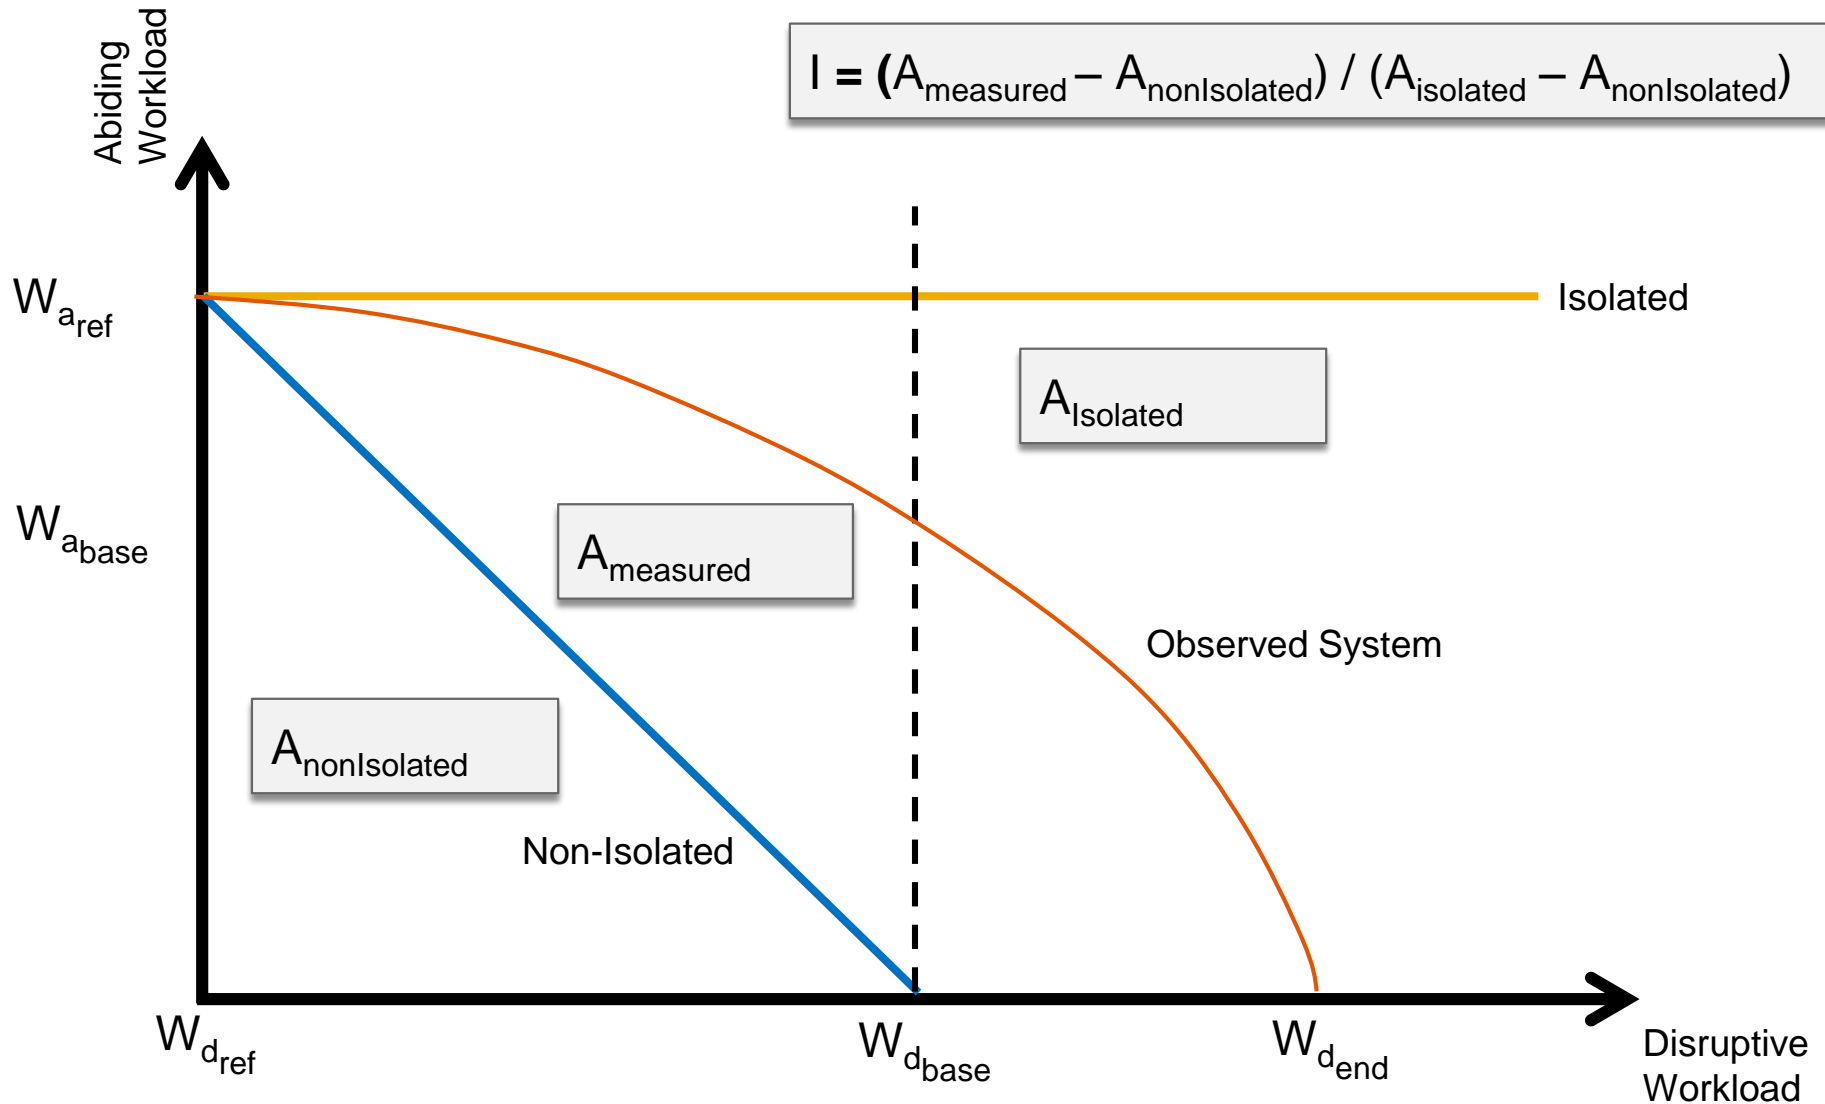 Abiding
Workload
I = (Ameasured – AnonIsolated) / (Aisolated – AnonIsolated)
Waref
Isolated
AIsolated
Wabase
Ameasured
Observed System
AnonIsolated
Non-Isolated
Wdref
Wdbase
Wdend
Disruptive
Workload